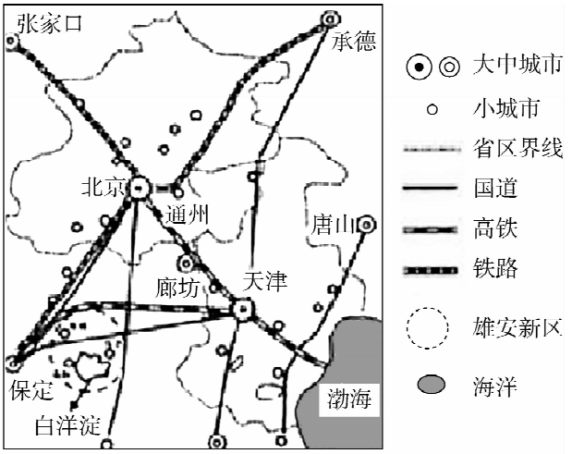 张家口
承德
北京
通州
唐山
廊坊
天津
保定
白洋淀
渤海
大中城市
小城市
省区界线
国道
高铁
铁路
雄安新区
海洋